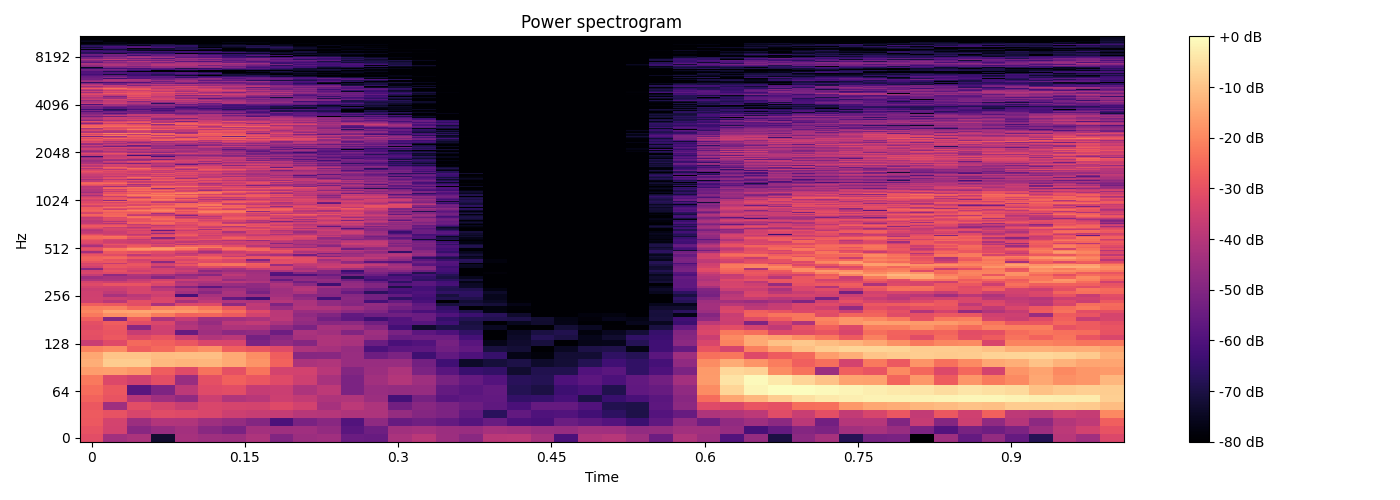 Power spectrogram
8192
4096
2048
1024
512
256
128
64
0
Hz
0 0.15 0.3 0.45 0.6 0.75 0.9
Time
+0 dB
-10 dB
-20 dB
-30 dB
-40 dB
-50 dB
-60 dB
-70 dB
-80 dB